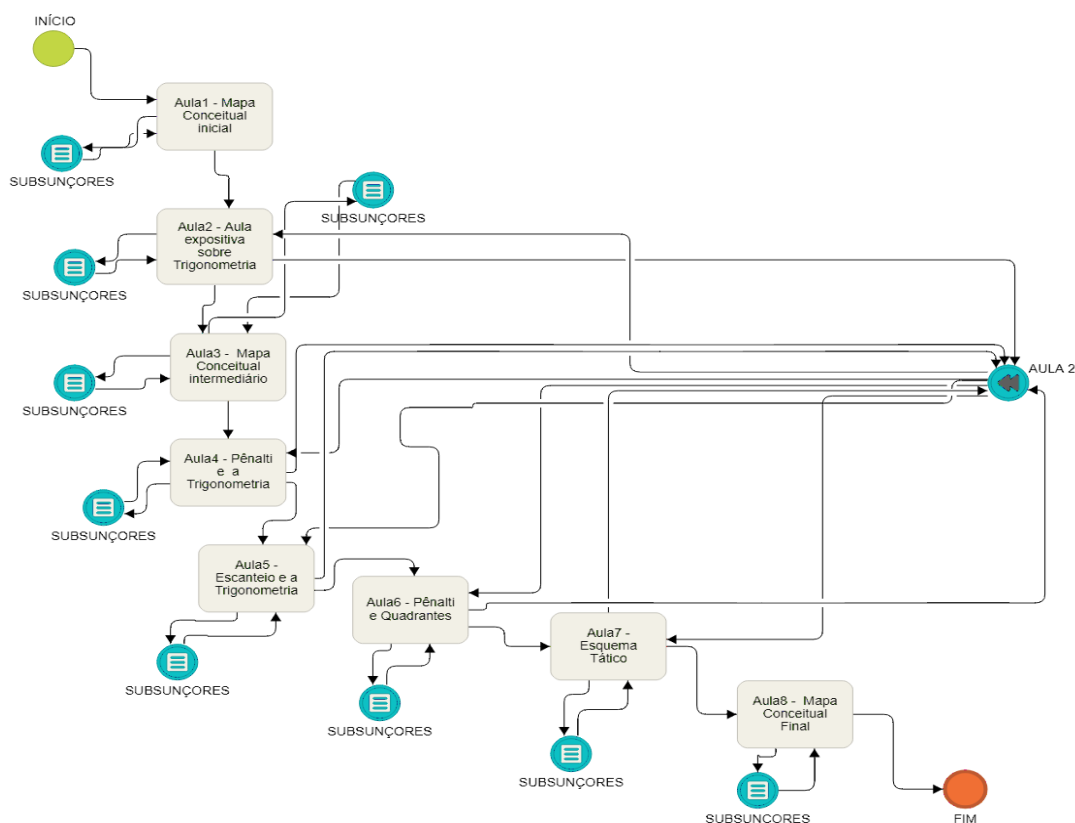 INÍCIO
Aula1 - Mapa
Conceitual
inicial
SUBSUNÇORES
SUBSUNÇORES
Aula2 - Aula
expositiva
sobre
Trigonometria
SUBSUNÇORES
Aula3 - Mapa
Conceitual
intermediário
AULA 2
SUBSUNÇORES
Aula4 - Pênalti
e a
Trigonometria
SUBSUNÇORES
Aula5 -
Escanteio e a
Trigonometria
Aula6 - Pênalti
e Quadrantes
Aula7 -
Esquema
Tático
SUBSUNÇORES
SUBSUNÇORES
Aula8 - Mapa
Conceitual
Final
SUBSUNÇORES
SUBSUNCORES
FIM